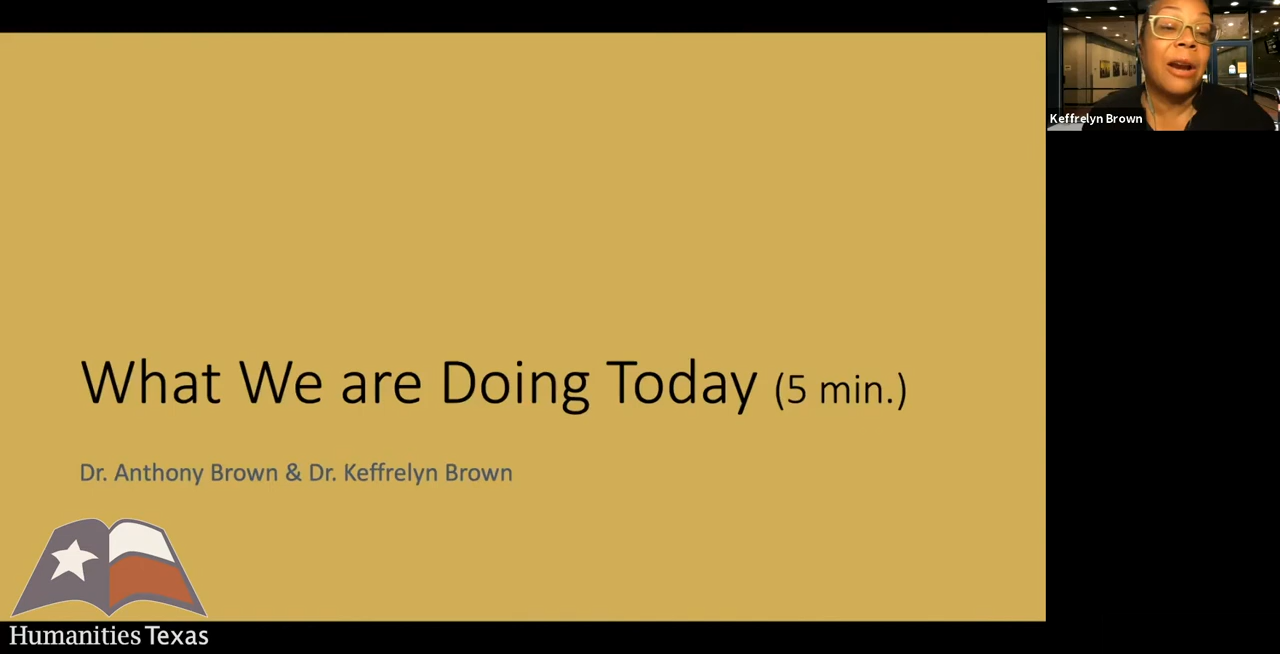 Keffrelyn Brown
What We are Doing Today (5 min.)
Dr. Anthony Brown & Dr. Keffrelyn Brown
Humanities Texas